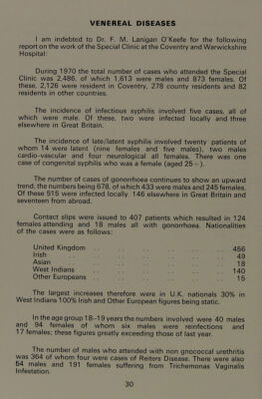 VENEREAL DISEASES
I am indebted to Dr. F. M. Lanigan O'Keefe for the following
report on the work of the Special Clinic at the Coventry and Warwickshire
Hospital:
During 1970 the total number of cases who attended the Special
Clinic was 2,486, of which 1,613 were males and 873 females. Of
these, 2,126 were resident in Coventry, 278 county residents and 82
residents in other countries.
The incidence of infectious syphilis involved five cases, all of
which were male. Of these, two were infected locally and three
elsewhere in Great Britain.
The incidence of late/latent syphilis involved twenty patients of
whom 14 were latent (nine females and five males), two males
cardio-vascular and four neurological all females. There was one
case of congenital syphilis who was a female (aged 25 - ).
The number of cases of gonorrhoea continues to show an upward
trend, the numbers being 678, of which 433 were males and 245 females.
Of these 515 were infected locally 146 elsewhere in Great Britain and
seventeen from abroad.
Contact slips were issued to 407 patients which resulted in 124
females attending and 18 males all with gonorrhoea. Nationalities
of the cases were as follows:
United Kingdom .. 456
Irish .. 49
Asian .. 18
West Indians .. 140
Other Europeans .. 15
The largest increases therefore were in U.K. nationals 30% in
West Indians 100% Irish and Other European figures being static.
In the age group 18–19 years the numbers involved were 40 males
and 94 females of whom six males were reinfections and
17 females; these figures greatly exceeding those of last year.
The number of males who attended with non gnococcal urethritis
was 364 of whom four were cases of Reiters Disease. There were also
54 males and 191 females suffering from Trichemonas Vaginalis
Infestation.
30